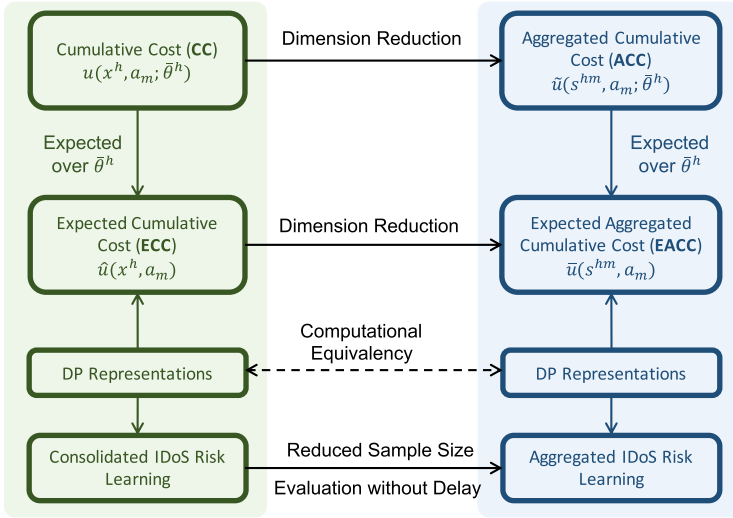 Cumulative Cost (CC)
u(x^h, a_m; θ̄^h)
Dimension Reduction
Aggregated Cumulative
Cost (ACC)
ũ(s^{hm}, a_m; θ̄^h)
Expected
over θ̄^h
Expected
over θ̄^h
Expected Cumulative
Cost (ECC)
û(x^h, a_m)
Dimension Reduction
Expected Aggregated
Cumulative Cost (EACC)
u̅(s^{hm}, a_m)
Computational
Equivalency
DP Representations
DP Representations
Consolidated IDoS Risk
Learning
Reduced Sample Size
Evaluation without Delay
Aggregated IDoS Risk
Learning